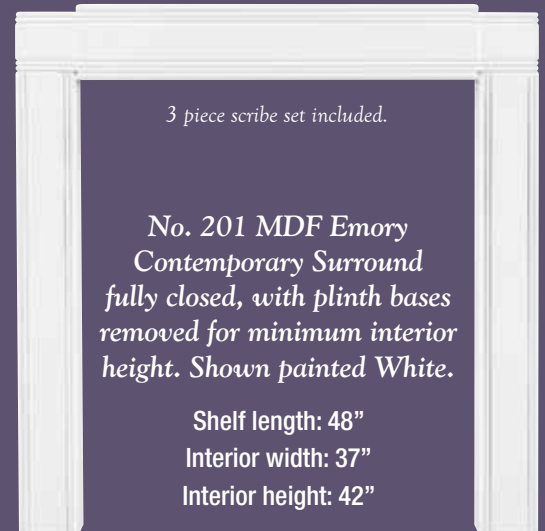 3 piece scribe set included.
No. 201 MDF Emory
Contemporary Surround
fully closed, with plinth bases
removed for minimum interior
height. Shown painted White.
Shelf length: 48”
Interior width: 37”
Interior height: 42”